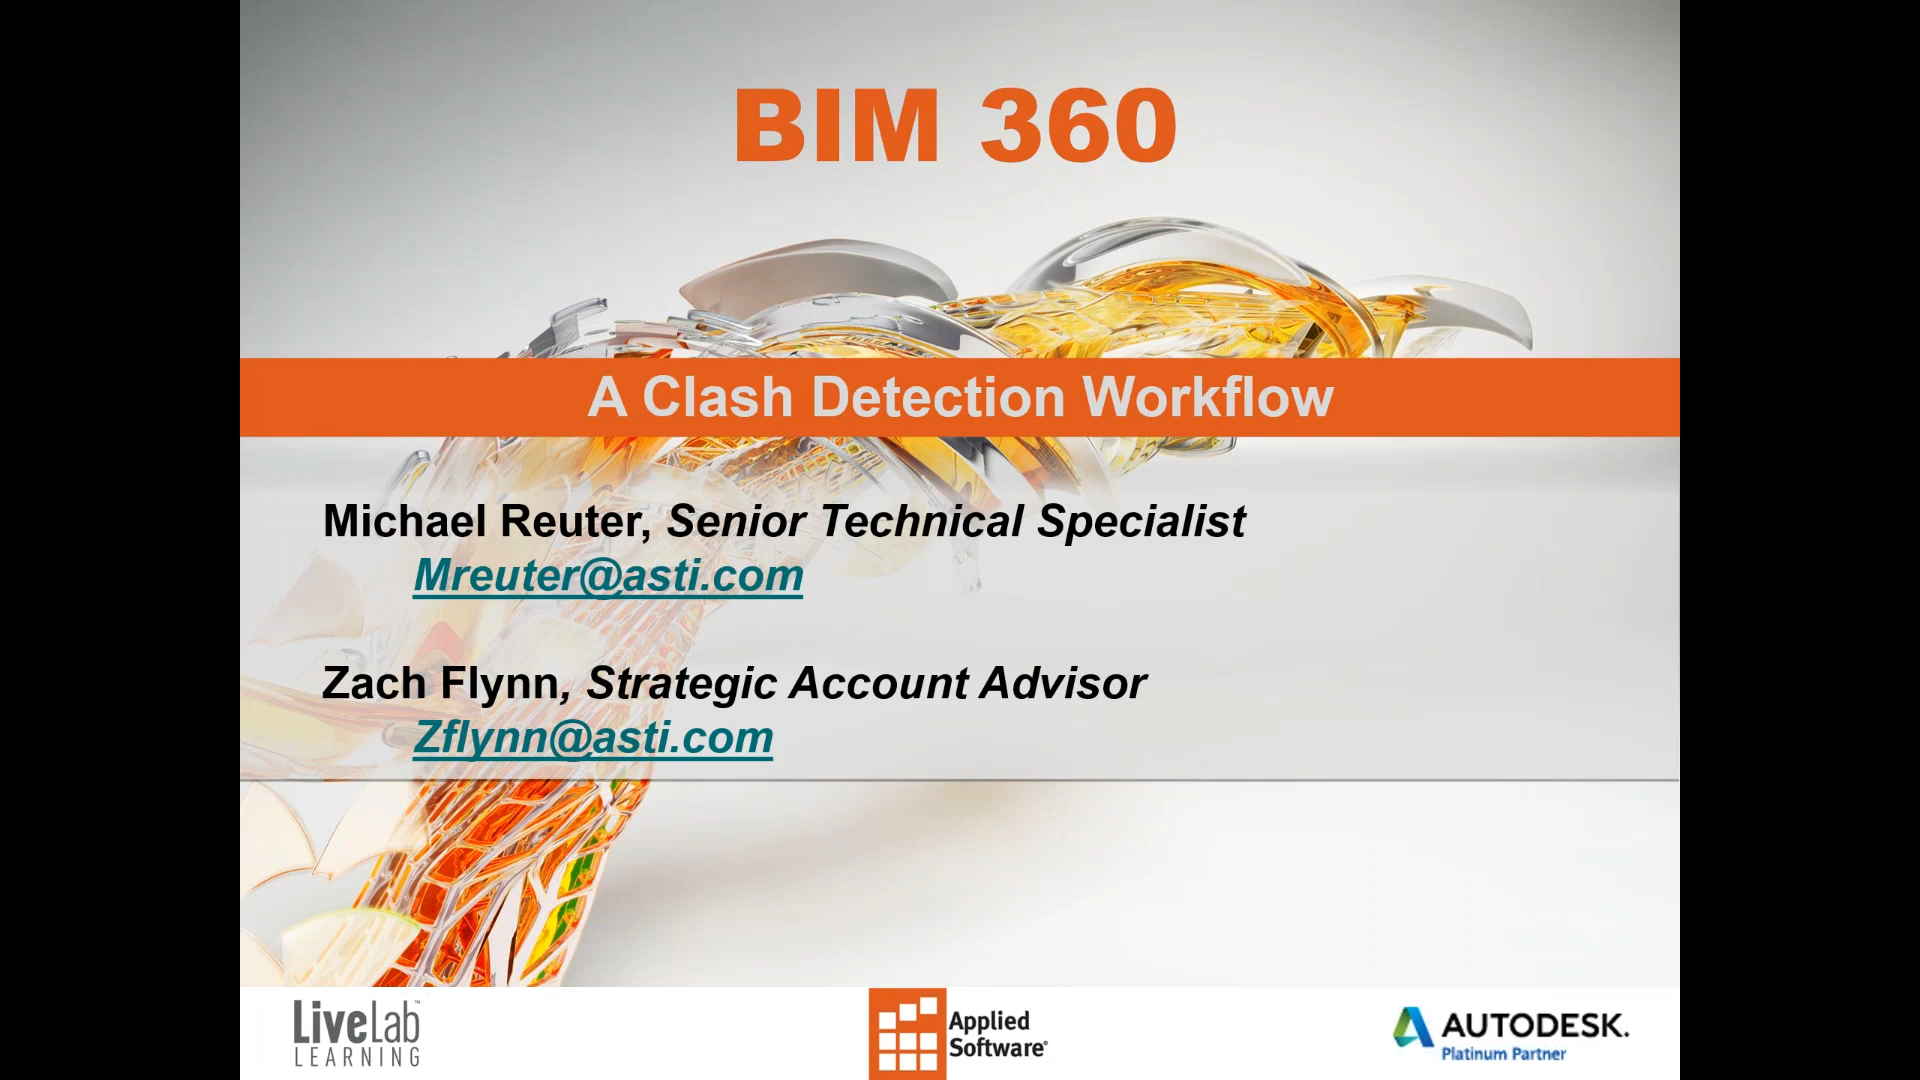 BIM 360
A Clash Detection Workflow
Michael Reuter, Senior Technical Specialist
Mreuter@asti.com
Zach Flynn, Strategic Account Advisor
Zflynn@asti.com
LiveLab™
LEARNING
Applied
Software®
AUTODESK.
Platinum Partner